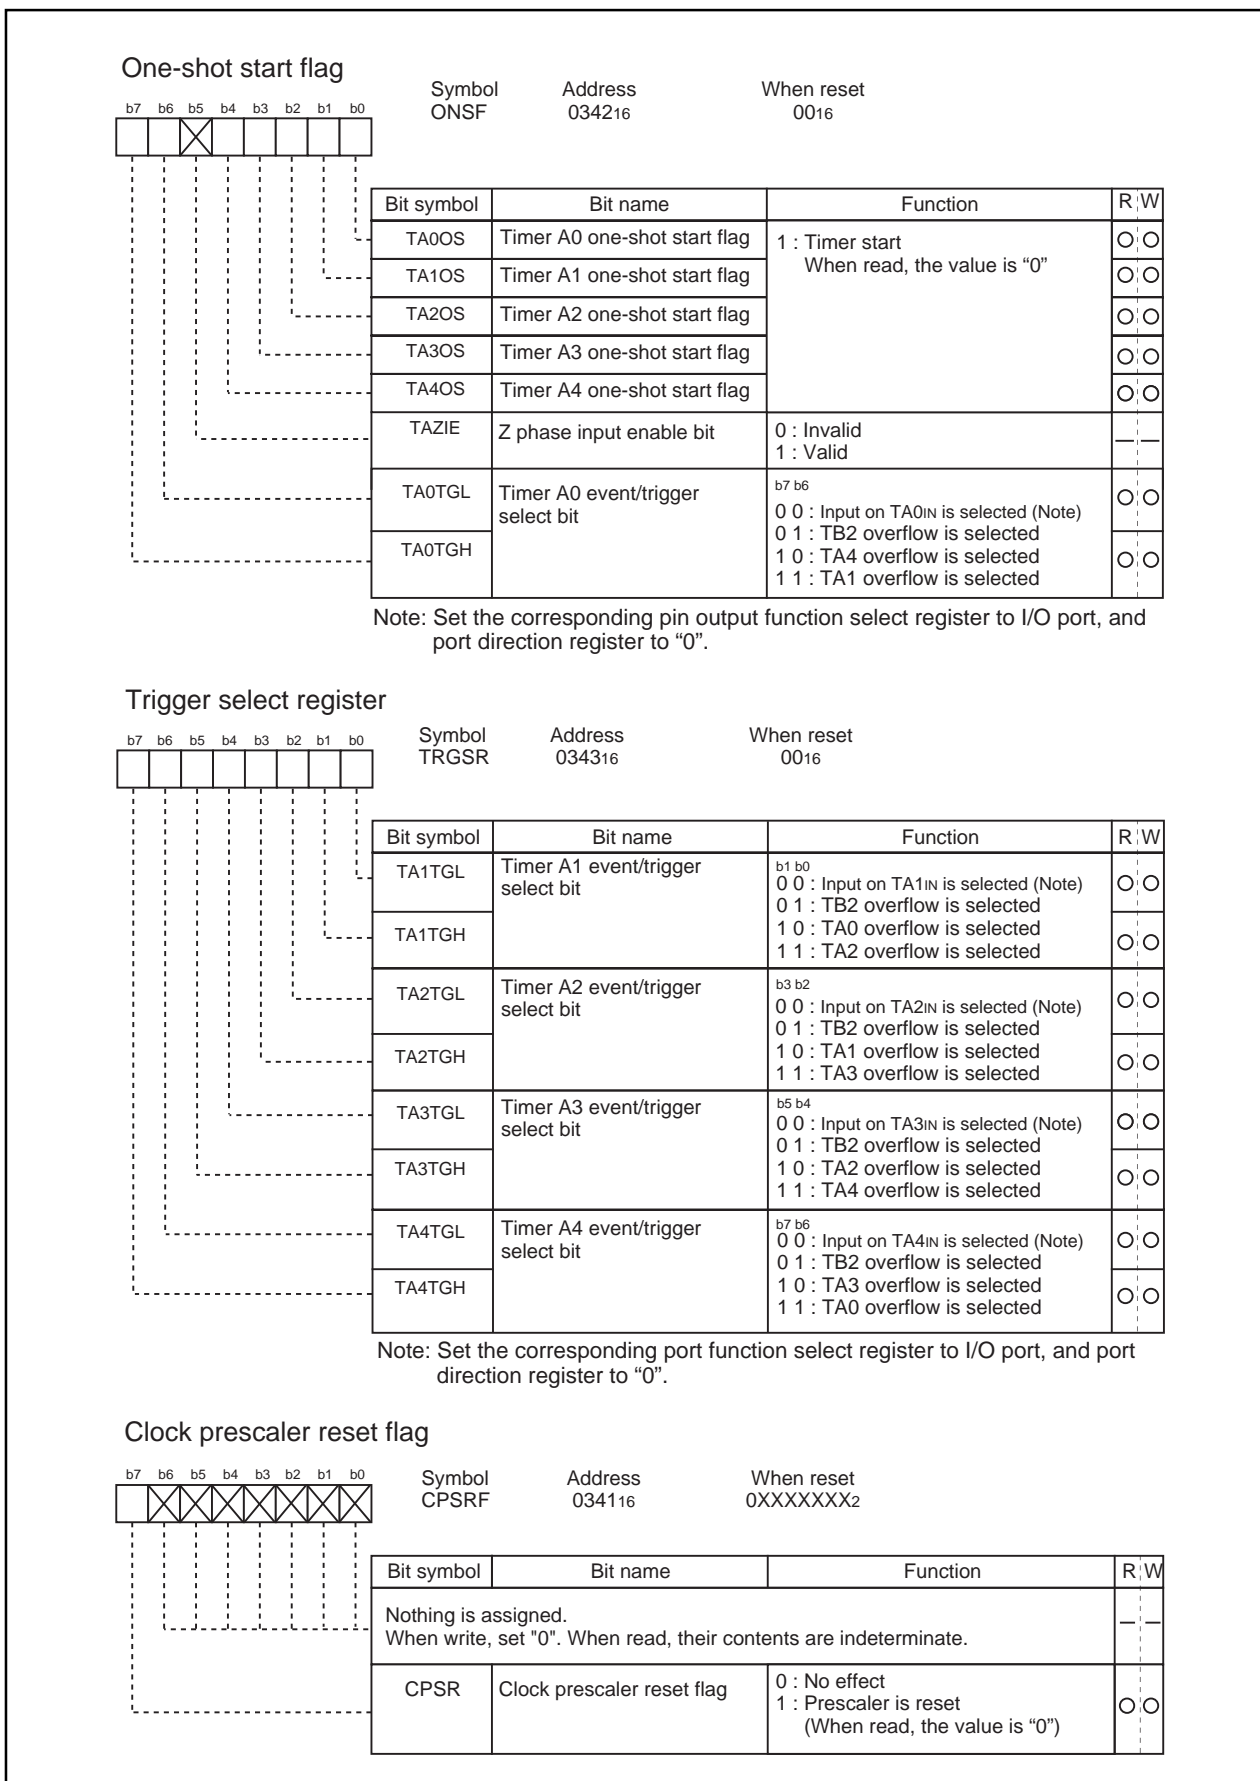 One-shot start flag
Symbol Address When reset
ONSF 034216 0016
b7 b6 b5 b4 b3 b2 b1 b0
Bit symbol Bit name Function R W
TA0OS Timer A0 one-shot start flag 1 : Timer start
When read, the value is “0”
TA1OS Timer A1 one-shot start flag
TA2OS Timer A2 one-shot start flag
TA3OS Timer A3 one-shot start flag
TA4OS Timer A4 one-shot start flag
TAZIE Z phase input enable bit 0 : Invalid
1 : Valid
TA0TGL Timer A0 event/trigger
select bit
TA0TGH
b7 b6
0 0 : Input on TA0IN is selected (Note)
0 1 : TB2 overflow is selected
1 0 : TA4 overflow is selected
1 1 : TA1 overflow is selected
Note: Set the corresponding pin output function select register to I/O port, and
port direction register to “0”.
Trigger select register
Symbol Address When reset
TRGSR 034316 0016
b7 b6 b5 b4 b3 b2 b1 b0
Bit symbol Bit name Function R W
TA1TGL Timer A1 event/trigger
select bit
TA1TGH
b1 b0
0 0 : Input on TA1IN is selected (Note)
0 1 : TB2 overflow is selected
1 0 : TA0 overflow is selected
1 1 : TA2 overflow is selected
TA2TGL Timer A2 event/trigger
select bit
TA2TGH
b3 b2
0 0 : Input on TA2IN is selected (Note)
0 1 : TB2 overflow is selected
1 0 : TA1 overflow is selected
1 1 : TA3 overflow is selected
TA3TGL Timer A3 event/trigger
select bit
TA3TGH
b5 b4
0 0 : Input on TA3IN is selected (Note)
0 1 : TB2 overflow is selected
1 0 : TA2 overflow is selected
1 1 : TA4 overflow is selected
TA4TGL Timer A4 event/trigger
select bit
TA4TGH
b7 b6
0 0 : Input on TA4IN is selected (Note)
0 1 : TB2 overflow is selected
1 0 : TA3 overflow is selected
1 1 : TA0 overflow is selected
Note: Set the corresponding port function select register to I/O port, and port
direction register to “0”.
Clock prescaler reset flag
Symbol Address When reset
CPSRF 034116 0XXXXXXX2
b7 b6 b5 b4 b3 b2 b1 b0
Bit symbol Bit name Function R W
Nothing is assigned.
When write, set "0". When read, their contents are indeterminate.
CPSR Clock prescaler reset flag 0 : No effect
1 : Prescaler is reset
(When read, the value is “0”)